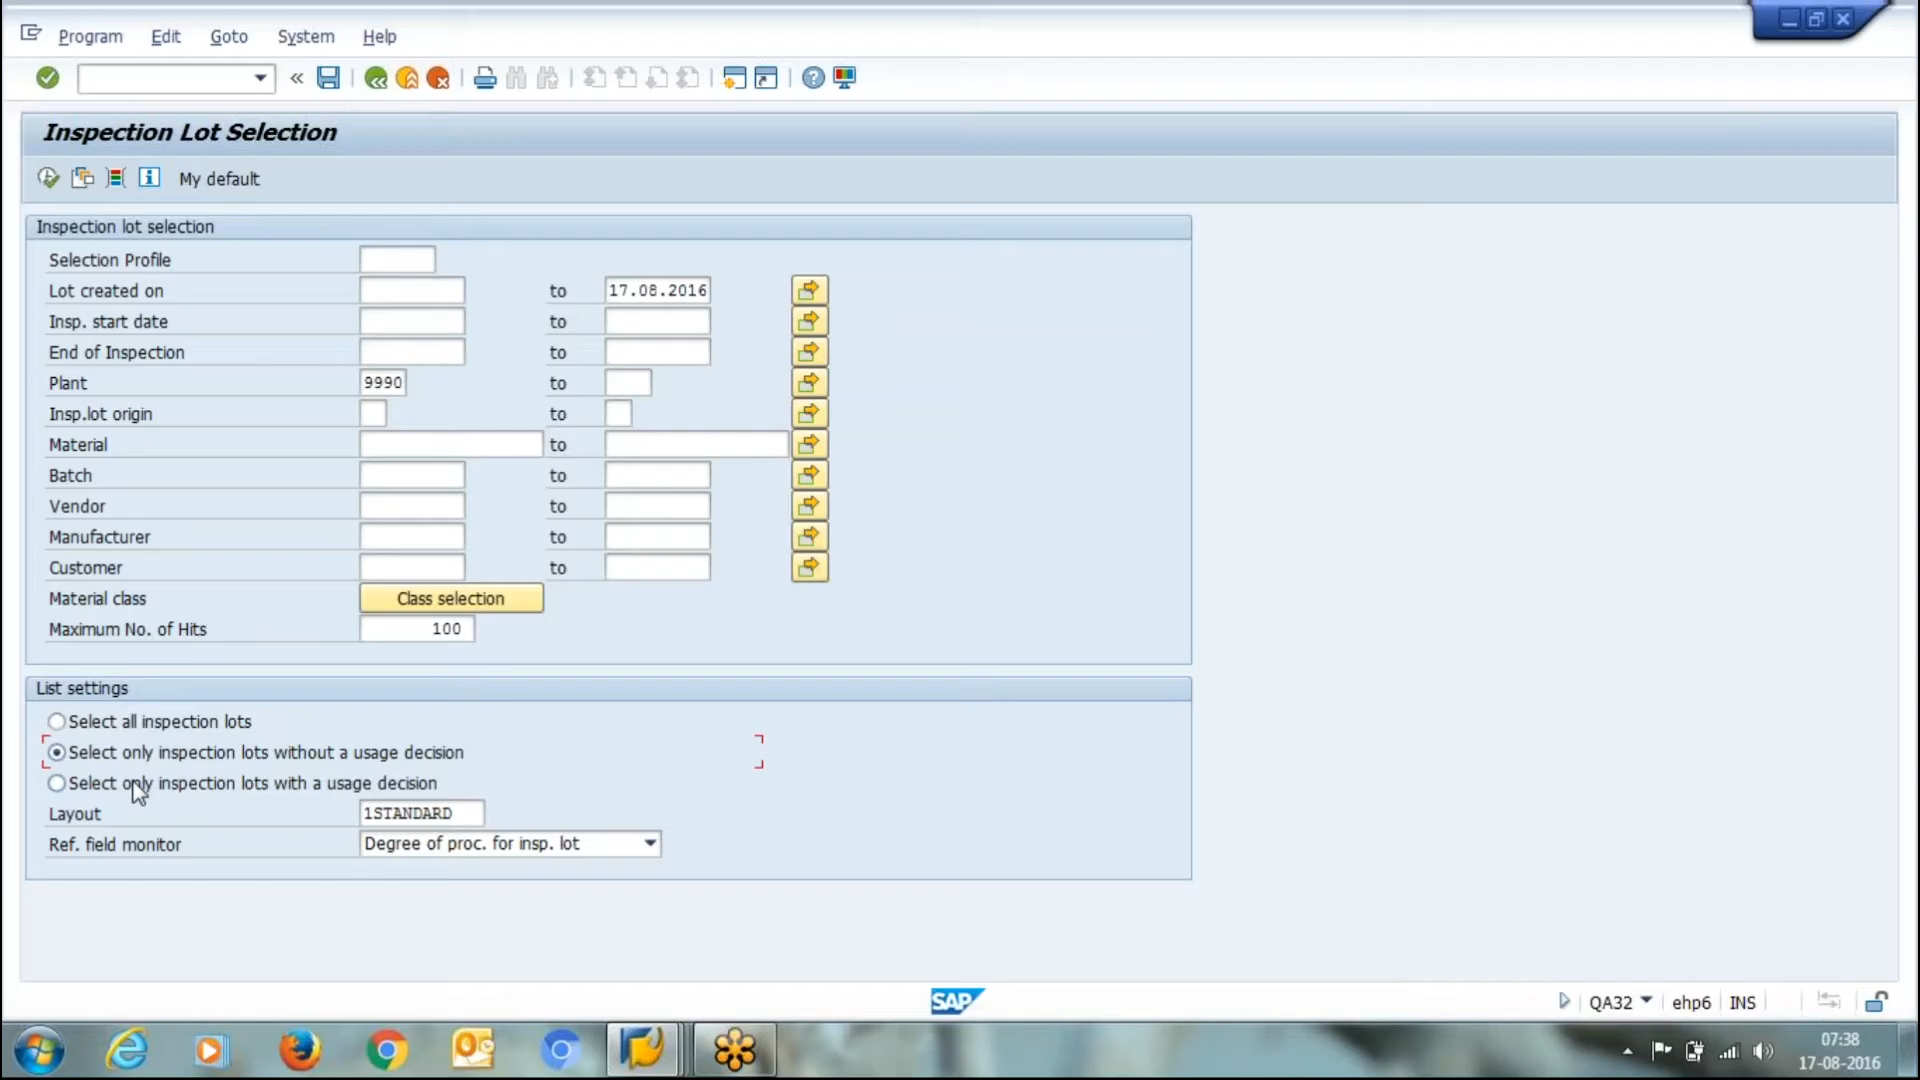 Program Edit Goto System Help
Inspection Lot Selection
My default
Inspection lot selection
Selection Profile
Lot created on to 17.08.2016
Insp. start date to
End of Inspection to
Plant 9990 to
Insp.lot origin to
Material to
Batch to
Vendor to
Manufacturer to
Customer to
Material class Class selection
Maximum No. of Hits 100
List settings
Select all inspection lots
Select only inspection lots without a usage decision
Select only inspection lots with a usage decision
Layout 1STANDARD
Ref. field monitor Degree of proc. for insp. lot
SAP QA32 ehp6 INS
07:38
17-08-2016